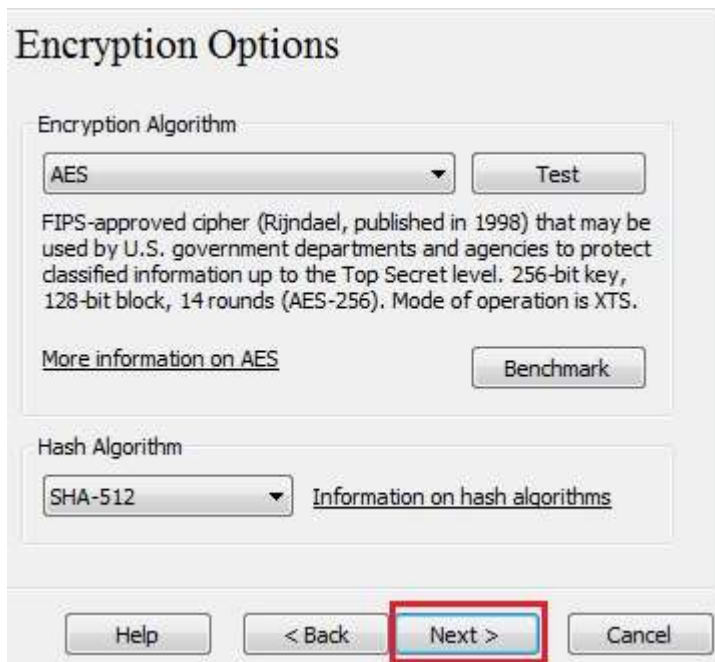 Encryption Options
Encryption Algorithm
AES
Test
FIPS-approved cipher (Rijndael, published in 1998) that may be
used by U.S. government departments and agencies to protect
classified information up to the Top Secret level. 256-bit key,
128-bit block, 14 rounds (AES-256). Mode of operation is XTS.
More information on AES
Benchmark
Hash Algorithm
SHA-512
Information on hash algorithms
Help
< Back
Next >
Cancel